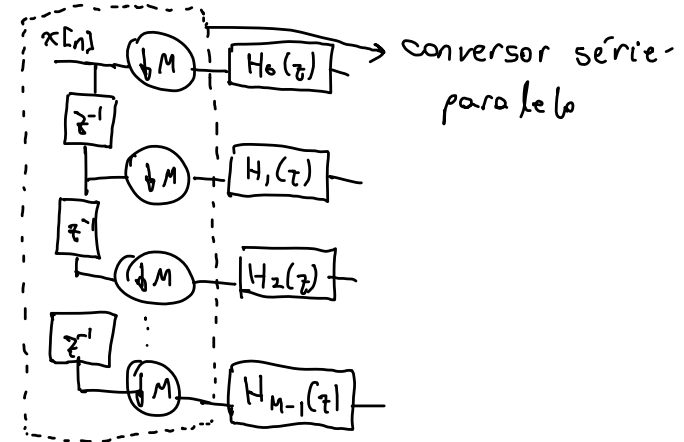 x[n]
↓M
H₀(z)
conversor série-
paralelo
z⁻¹
↓M
H₁(z)
z⁻¹
↓M
H₂(z)
z⁻¹
⋮
↓M
H_{M-1}(z)